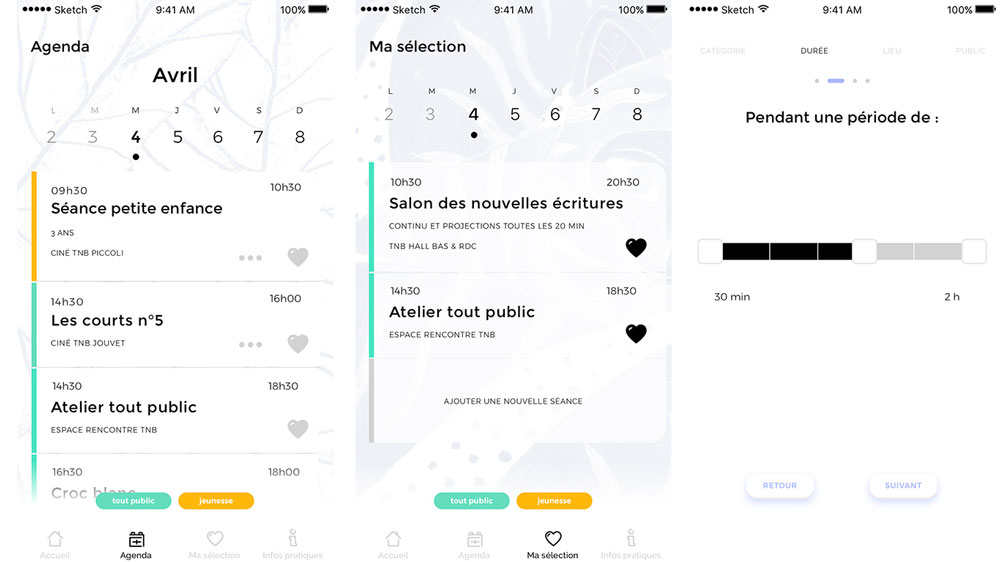 Sketch 9:41 AM 100%
Agenda
Avril
L M M J V S D
2 3 4 5 6 7 8
09h30 10h30
Séance petite enfance
3 ANS
CINÉ TNB PICCOLI
14h30 16h00
Les courts n°5
CINÉ TNB JOUVET
14h30 18h30
Atelier tout public
ESPACE RENCONTRE TNB
16h30 18h00
Croc blanc
tout public jeunesse
Accueil Agenda Ma sélection Infos pratiques
Sketch 9:41 AM 100%
Ma sélection
L M M J V S D
2 3 4 5 6 7 8
10h30 20h30
Salon des nouvelles écritures
CONTINU ET PROJECTIONS TOUTES LES 20 MIN
TNB HALL BAS & RDC
14h30 18h30
Atelier tout public
ESPACE RENCONTRE TNB
AJOUTER UNE NOUVELLE SÉANCE
tout public jeunesse
Accueil Agenda Ma sélection Infos pratiques
Sketch 9:41 AM 100%
CATÉGORIE DURÉE LIEU PUBLIC
Pendant une période de :
30 min 2 h
RETOUR SUIVANT